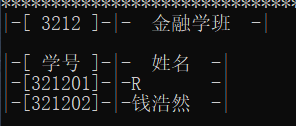 ************************************
|-[ 3212 ]-|-  金融学班  -|
|-[ 学号 ]-|-  姓名  -|
|-[321201]-|-R      -|
|-[321202]-|-钱浩然  -|